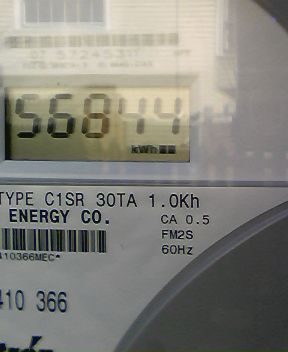 56844
kWh
TYPE C1SR 30TA 1.0Kh
ENERGY CO.
CA 0.5
FM2S
60Hz
410366MEC*
410 366